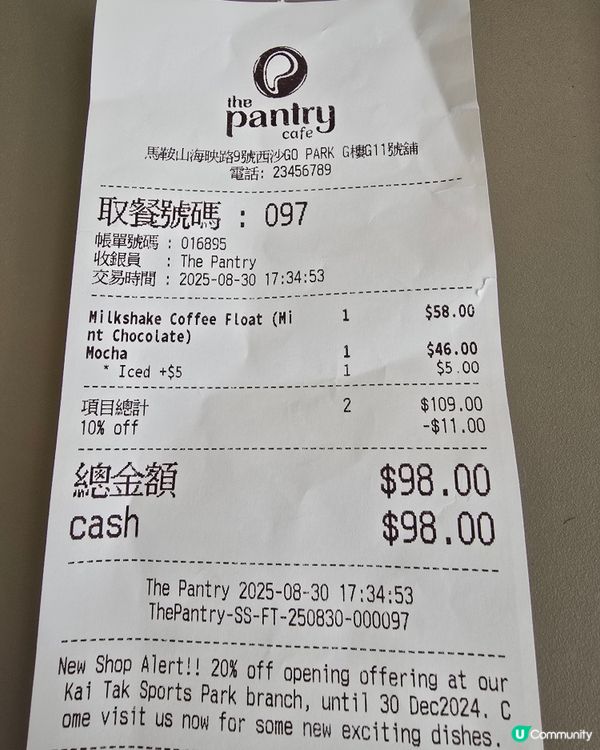 the
pantry
cafe
馬鞍山海映路9號西沙GO PARK G樓G11號舖
電話: 23456789
取餐號碼 : 097
帳單號碼 : 016895
收銀員 : The Pantry
交易時間 : 2025-08-30 17:34:53
Milkshake Coffee Float (Mi 1 $58.00
nt Chocolate)
Mocha 1 $46.00
* Iced +$5 1 $5.00
項目總計 2 $109.00
10% off -$11.00
總金額 $98.00
cash $98.00
The Pantry 2025-08-30 17:34:53
ThePantry-SS-FT-250830-000097
New Shop Alert!! 20% off opening offering at our
Kai Tak Sports Park branch, until 30 Dec2024. C
ome visit us now for some new exciting dishes.
U Community